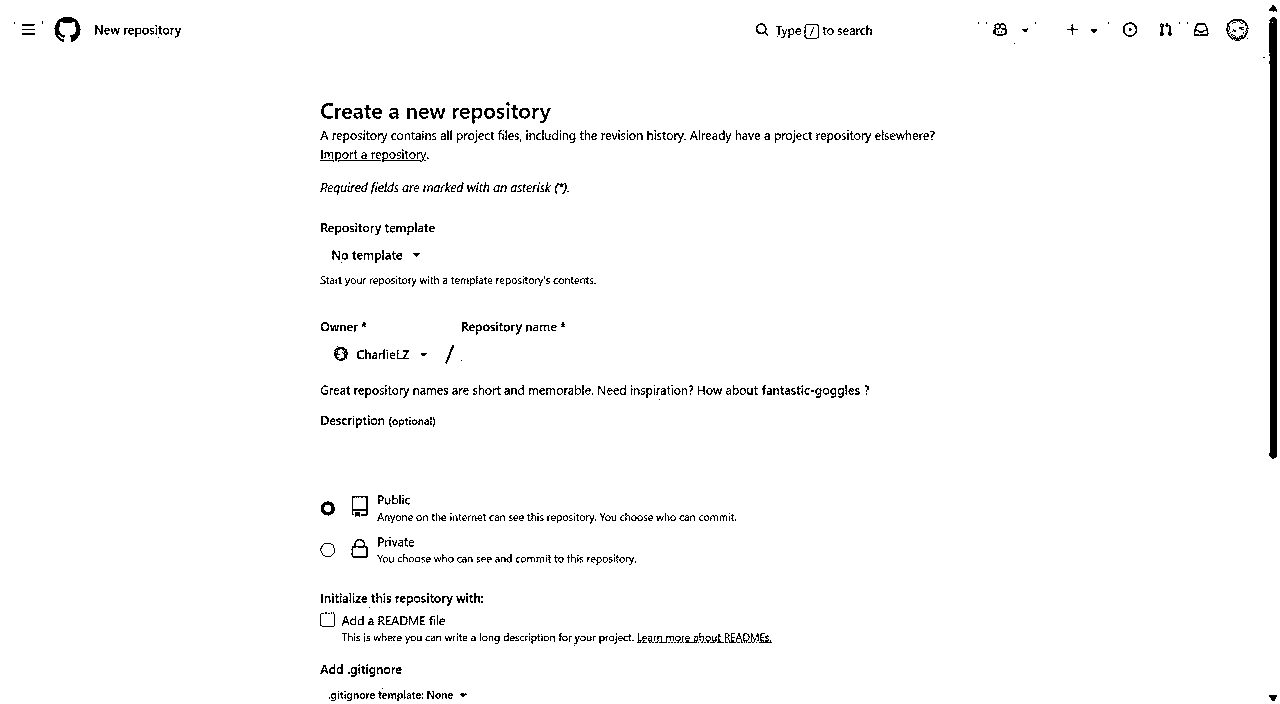 New repository
Type / to search
Create a new repository
A repository contains all project files, including the revision history. Already have a project repository elsewhere?
Import a repository.
Required fields are marked with an asterisk (*).
Repository template
No template
Start your repository with a template repository's contents.
Owner * Repository name *
CharlieLZ /
Great repository names are short and memorable. Need inspiration? How about fantastic-goggles ?
Description (optional)
Public
Anyone on the internet can see this repository. You choose who can commit.
Private
You choose who can see and commit to this repository.
Initialize this repository with:
Add a README file
This is where you can write a long description for your project. Learn more about READMEs.
Add .gitignore
.gitignore template: None